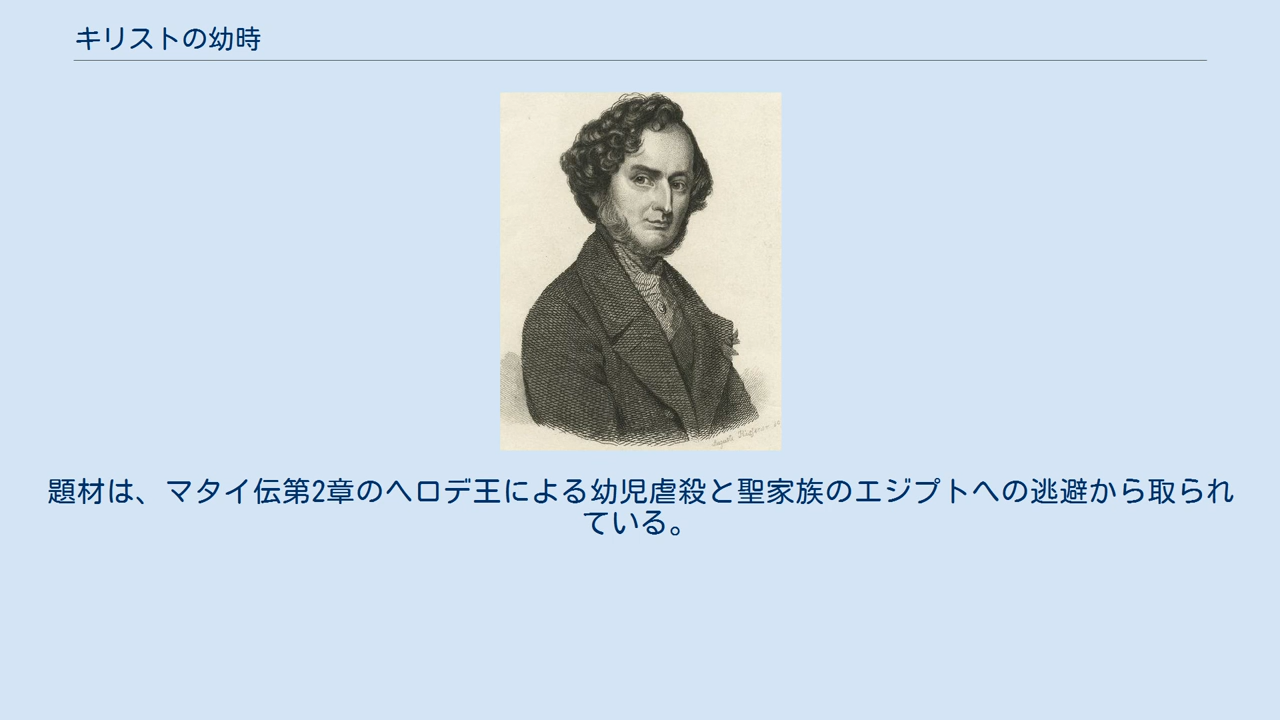 キリストの幼時
題材は、マタイ伝第2章のヘロデ王による幼児虐殺と聖家族のエジプトへの逃避から取られ
ている。